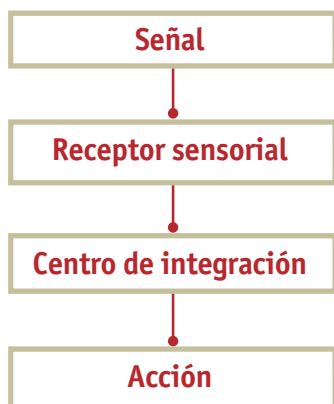 Señal
Receptor sensorial
Centro de integración
Acción